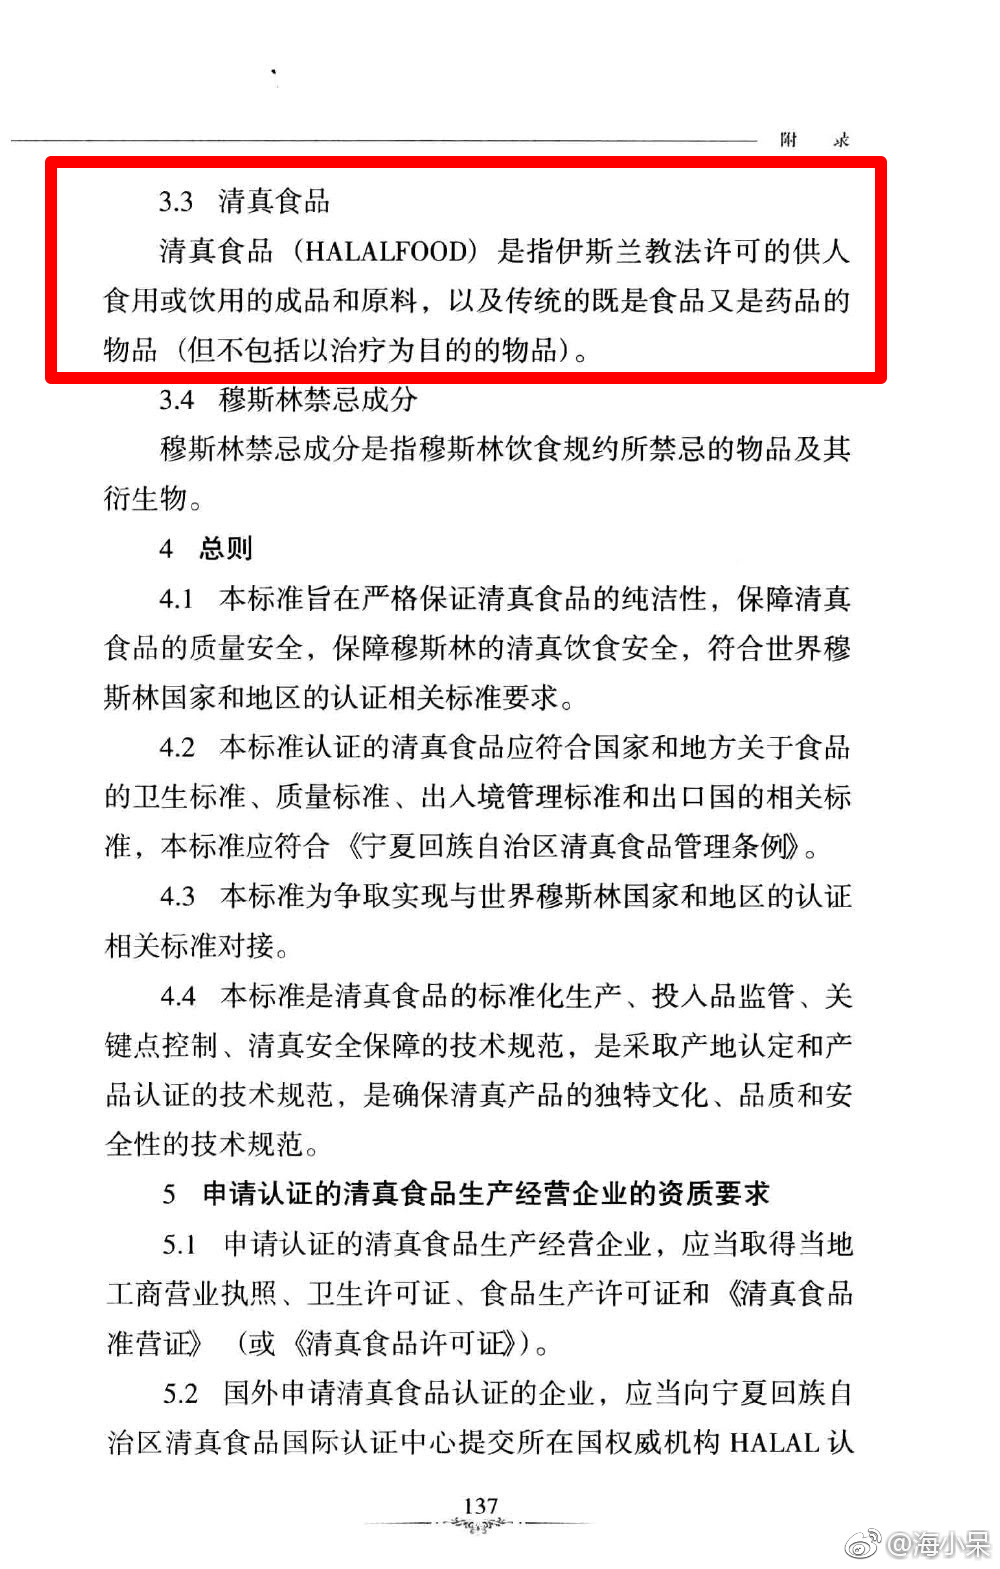 附 录
3.3 清真食品
清真食品（HALALFOOD）是指伊斯兰教法许可的供人
食用或饮用的成品和原料，以及传统的既是食品又是药品的
物品（但不包括以治疗为目的的物品）。
3.4 穆斯林禁忌成分
穆斯林禁忌成分是指穆斯林饮食规约所禁忌的物品及其
衍生物。
4 总则
4.1 本标准旨在严格保证清真食品的纯洁性，保障清真
食品的质量安全，保障穆斯林的清真饮食安全，符合世界穆
斯林国家和地区的认证相关标准要求。
4.2 本标准认证的清真食品应符合国家和地方关于食品
的卫生标准、质量标准、出入境管理标准和出口国的相关标
准，本标准应符合《宁夏回族自治区清真食品管理条例》。
4.3 本标准为争取实现与世界穆斯林国家和地区的认证
相关标准对接。
4.4 本标准是清真食品的标准化生产、投入品监管、关
键点控制、清真安全保障的技术规范，是采取产地认定和产
品认证的技术规范，是确保清真产品的独特文化、品质和安
全性的技术规范。
5 申请认证的清真食品生产经营企业的资质要求
5.1 申请认证的清真食品生产经营企业，应当取得当地
工商营业执照、卫生许可证、食品生产许可证和《清真食品
准营证》（或《清真食品许可证》）。
5.2 国外申请清真食品认证的企业，应当向宁夏回族自
治区清真食品国际认证中心提交所在国权威机构 HALAL 认
137
@海小呆